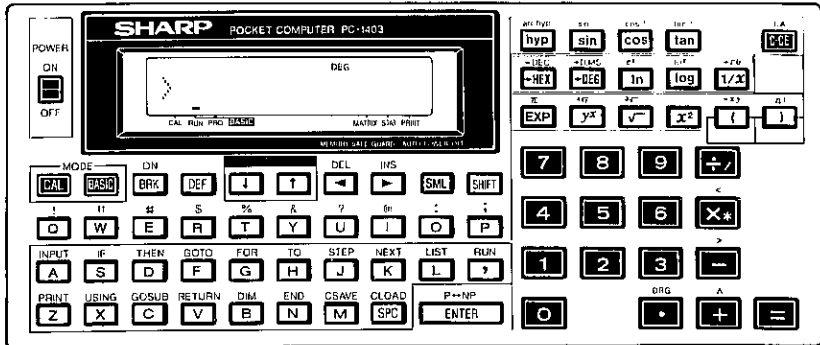 SHARP POCKET COMPUTER PC-1403
POWER
ON
OFF
DEG
>
CAL RUN PRO BASIC
MATRIX STAT PRINT
hyp sin cos tan C·CE
→HEX →DEG ln log 1/x
EXP yˣ √ x² ( )
MODE ON DEL INS
CAL BASIC BRK DEF ↓ ↑ ◄ ► SML SHIFT
! " # $ % & ? @ : ;
Q W E R T Y U I O P
INPUT IF THEN GOTO FOR TO STEP NEXT LIST RUN
A S D F G H J K L ,
PRINT USING GOSUB RETURN DIM END CSAVE CLOAD P↔NP
Z X C V B N M SPC ENTER
7 8 9 ÷/
<
4 5 6 ×*
>
1 2 3 −
DRG ^
0 • + =